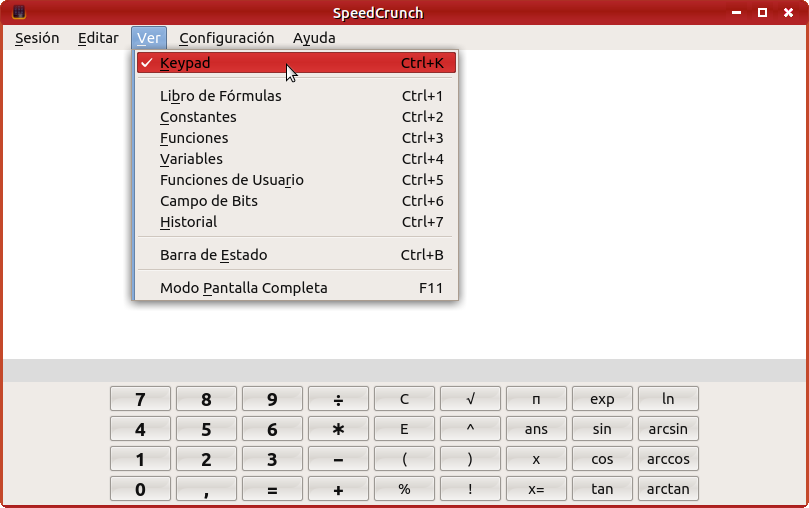 SpeedCrunch
Sesión Editar Ver Configuración Ayuda
Keypad Ctrl+K
Libro de Fórmulas Ctrl+1
Constantes Ctrl+2
Funciones Ctrl+3
Variables Ctrl+4
Funciones de Usuario Ctrl+5
Campo de Bits Ctrl+6
Historial Ctrl+7
Barra de Estado Ctrl+B
Modo Pantalla Completa F11
7 8 9 ÷ C √ π exp ln
4 5 6 ∗ E ^ ans sin arcsin
1 2 3 − ( ) x cos arccos
0 , = + % ! x= tan arctan